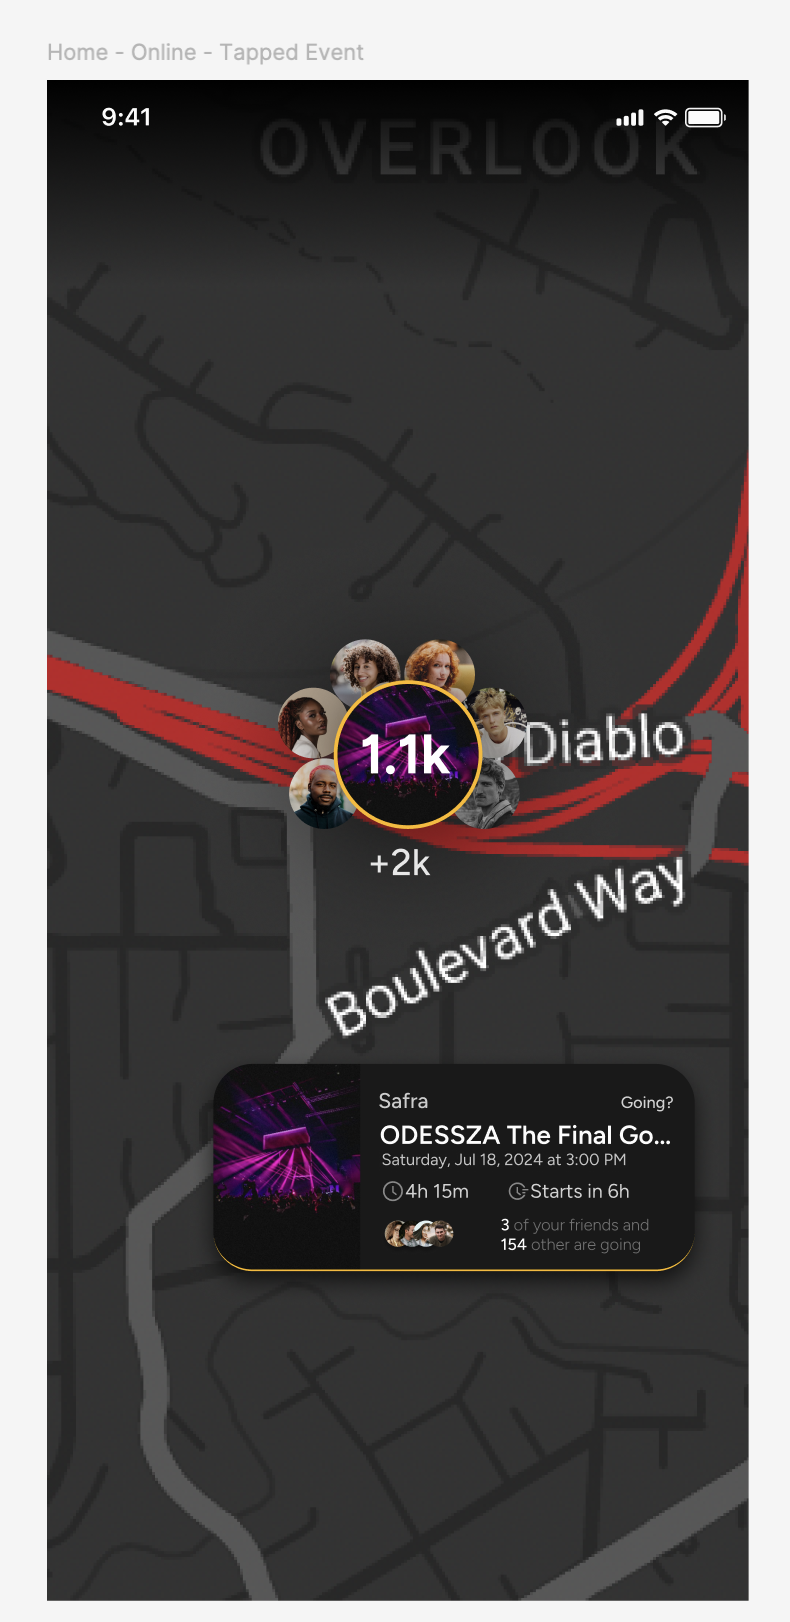 Home - Online - Tapped Event
9:41
OVERLOOK
Diablo
1.1k
+2k
Boulevard Way
Safra
Going?
ODESSZA The Final Go...
Saturday, Jul 18, 2024 at 3:00 PM
4h 15m
Starts in 6h
3 of your friends and
154 other are going